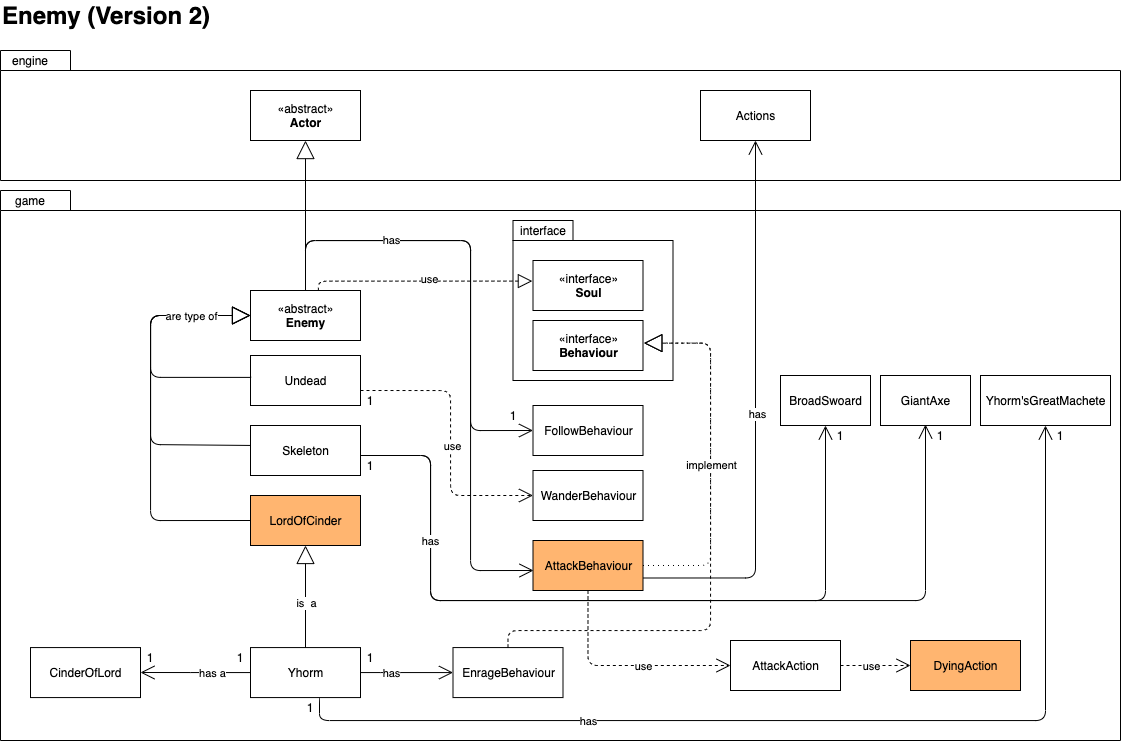 Enemy (Version 2)
engine
«abstract»
Actor
Actions
game
interface
has
«interface»
Soul
use
«abstract»
Enemy
are type of
«interface»
Behaviour
Undead
1
BroadSwoard
GiantAxe
Yhorm'sGreatMachete
1
1
1
has
1
FollowBehaviour
use
Skeleton
1
implement
WanderBehaviour
LordOfCinder
has
AttackBehaviour
is a
CinderOfLord
1
has a
1
Yhorm
1
has
EnrageBehaviour
use
AttackAction
use
DyingAction
1
has